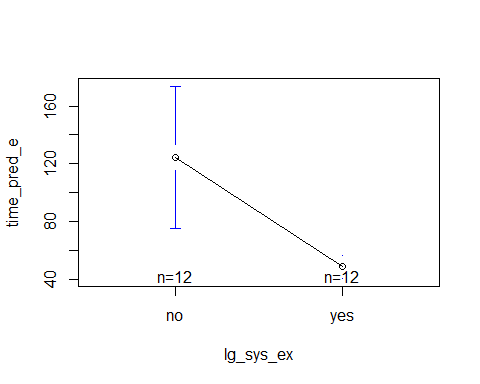 time_pred_e
160
120
80
40
n=12 n=12
no yes
lg_sys_ex